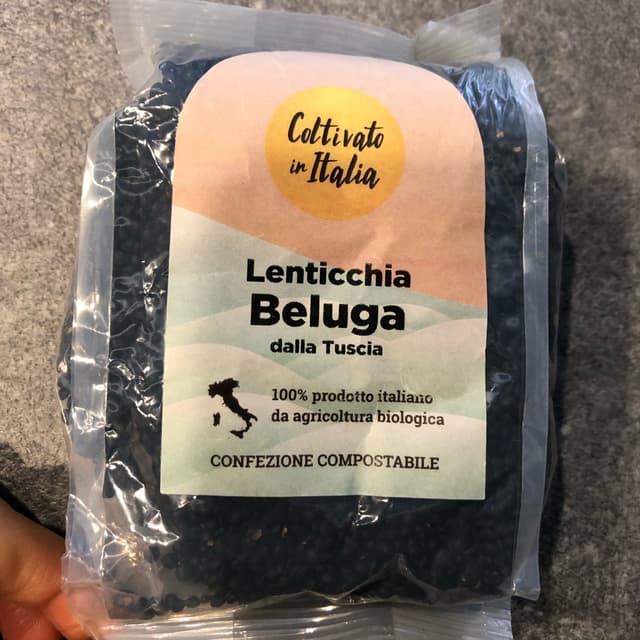 Coltivato
in Italia
Lenticchia
Beluga
dalla Tuscia
100% prodotto italiano
da agricoltura biologica
CONFEZIONE COMPOSTABILE